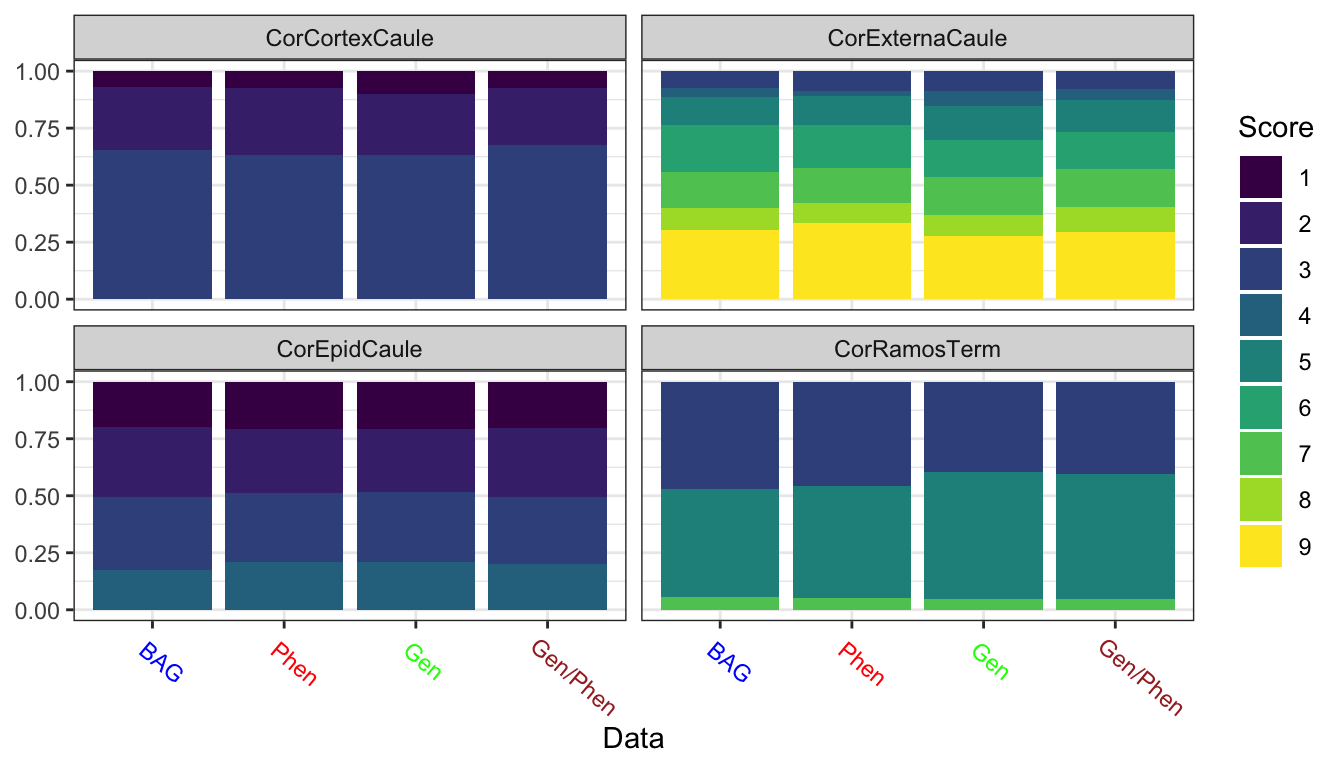 CorCortexCaule
CorExternaCaule
1.00
0.75
0.50
0.25
0.00
CorEpidCaule
CorRamosTerm
1.00
0.75
0.50
0.25
0.00
BAG
Phen
Gen
Gen/Phen
BAG
Phen
Gen
Gen/Phen
Data
Score
1
2
3
4
5
6
7
8
9